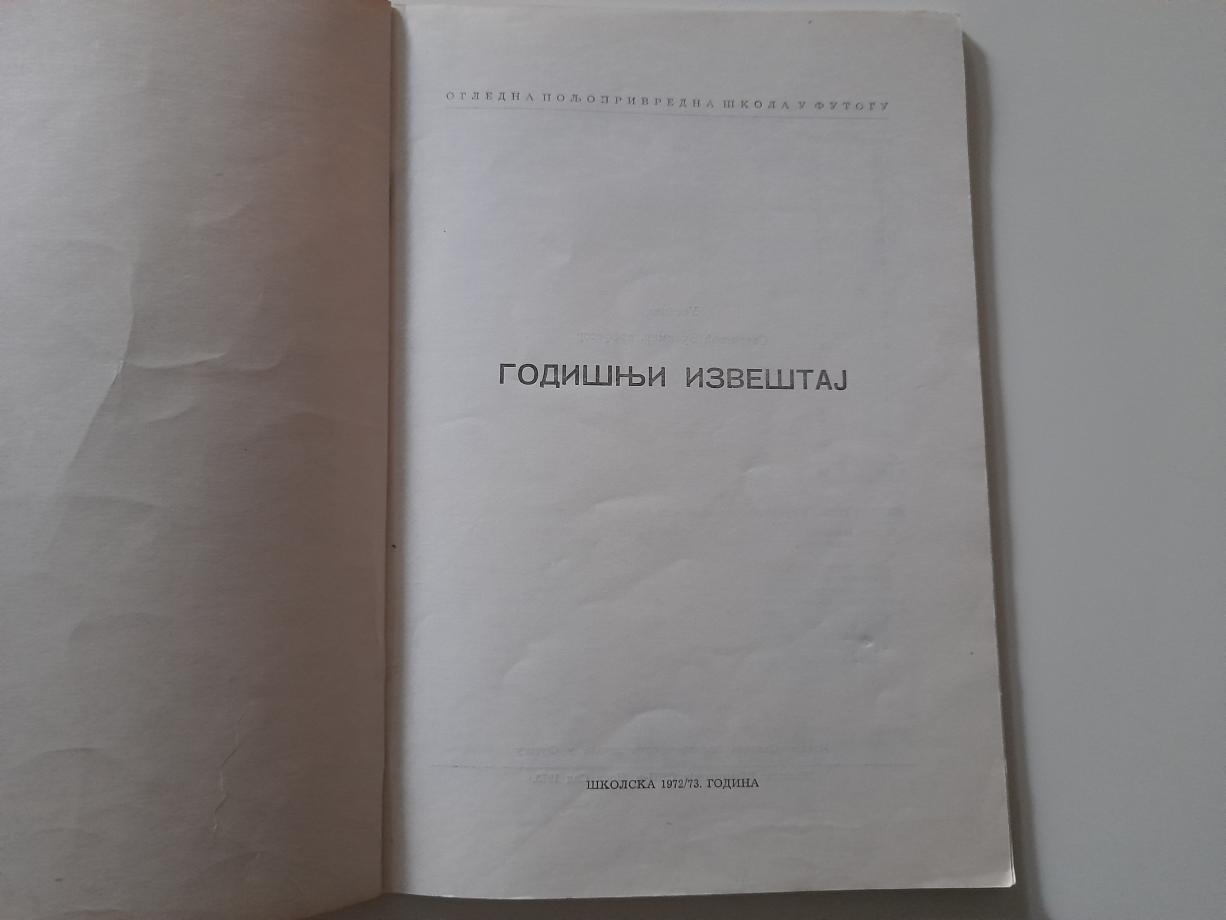 ОГЛЕДНА ПОЉОПРИВРЕДНА ШКОЛА У ФУТОГУ
ГОДИШЊИ ИЗВЕШТАЈ
ШКОЛСКА 1972/73. ГОДИНА